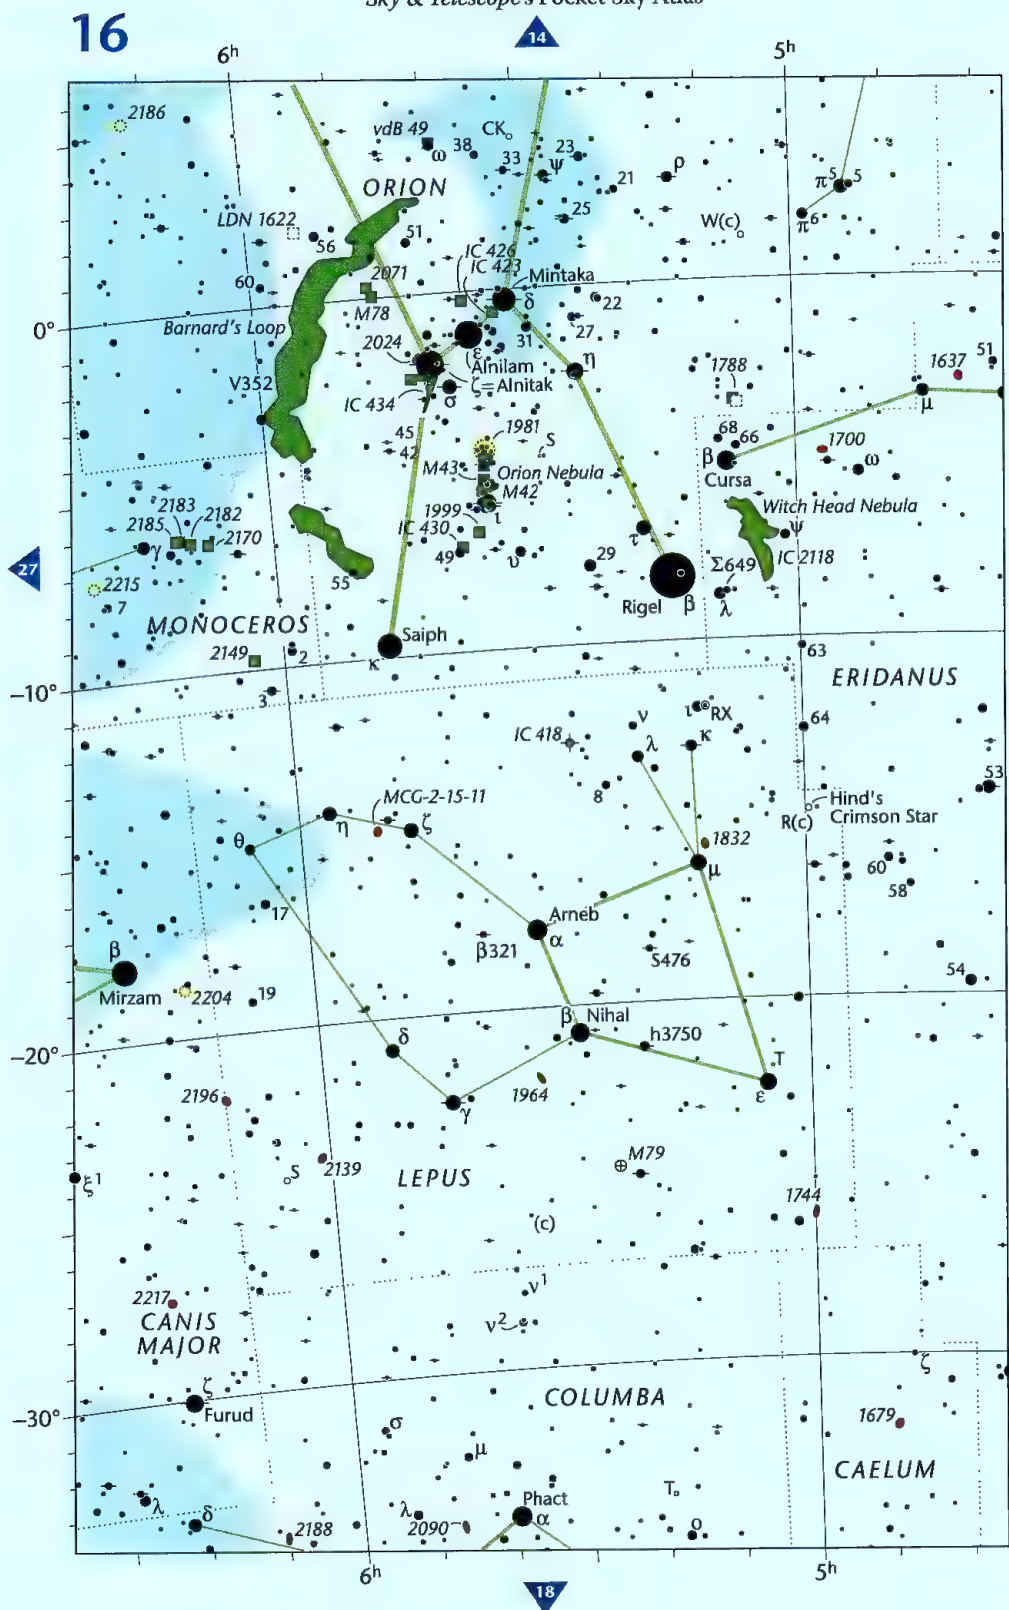 Sky & Telescope's Pocket Sky Atlas
16
14
6ʰ
5ʰ
2186
vdB 49
ω
38
CK
33
23
ψ
21
ρ
π⁵
5
ORION
25
W(c)
π⁶
LDN 1622
56
51
IC 426
IC 423
Mintaka
60
2071
M78
δ
22
0°
Barnard's Loop
31
27
2024
ε
Alnilam
η
1788
1637
51
V352
ζ=Alnitak
σ
IC 434
μ
45
42
1981
S
68
66
1700
M43
Orion Nebula
β
Cursa
ω
M42
Witch Head Nebula
2183
2182
2185
2170
1999
ι
IC 430
ψ
27
γ
49
υ
τ
IC 2118
2215
55
29
Σ649
7
Rigel
β
λ
MONOCEROS
Saiph
2149
2
κ
63
−10°
3
ERIDANUS
IC 418
ν
ι
RX
64
λ
κ
8
53
MCG-2-15-11
Hind's
Crimson Star
R(c)
θ
η
ζ
1832
μ
60
17
58
Arneb
β
α
β321
S476
54
Mirzam
2204
19
β
Nihal
h3750
−20°
δ
T
1964
ε
2196
γ
M79
2139
ξ¹
S
LEPUS
1744
(c)
ν¹
2217
CANIS
MAJOR
ν²
ζ
ζ
Furud
COLUMBA
−30°
σ
1679
μ
CAELUM
λ
Phact
T
δ
λ
α
2188
2090
ο
6ʰ
5ʰ
18